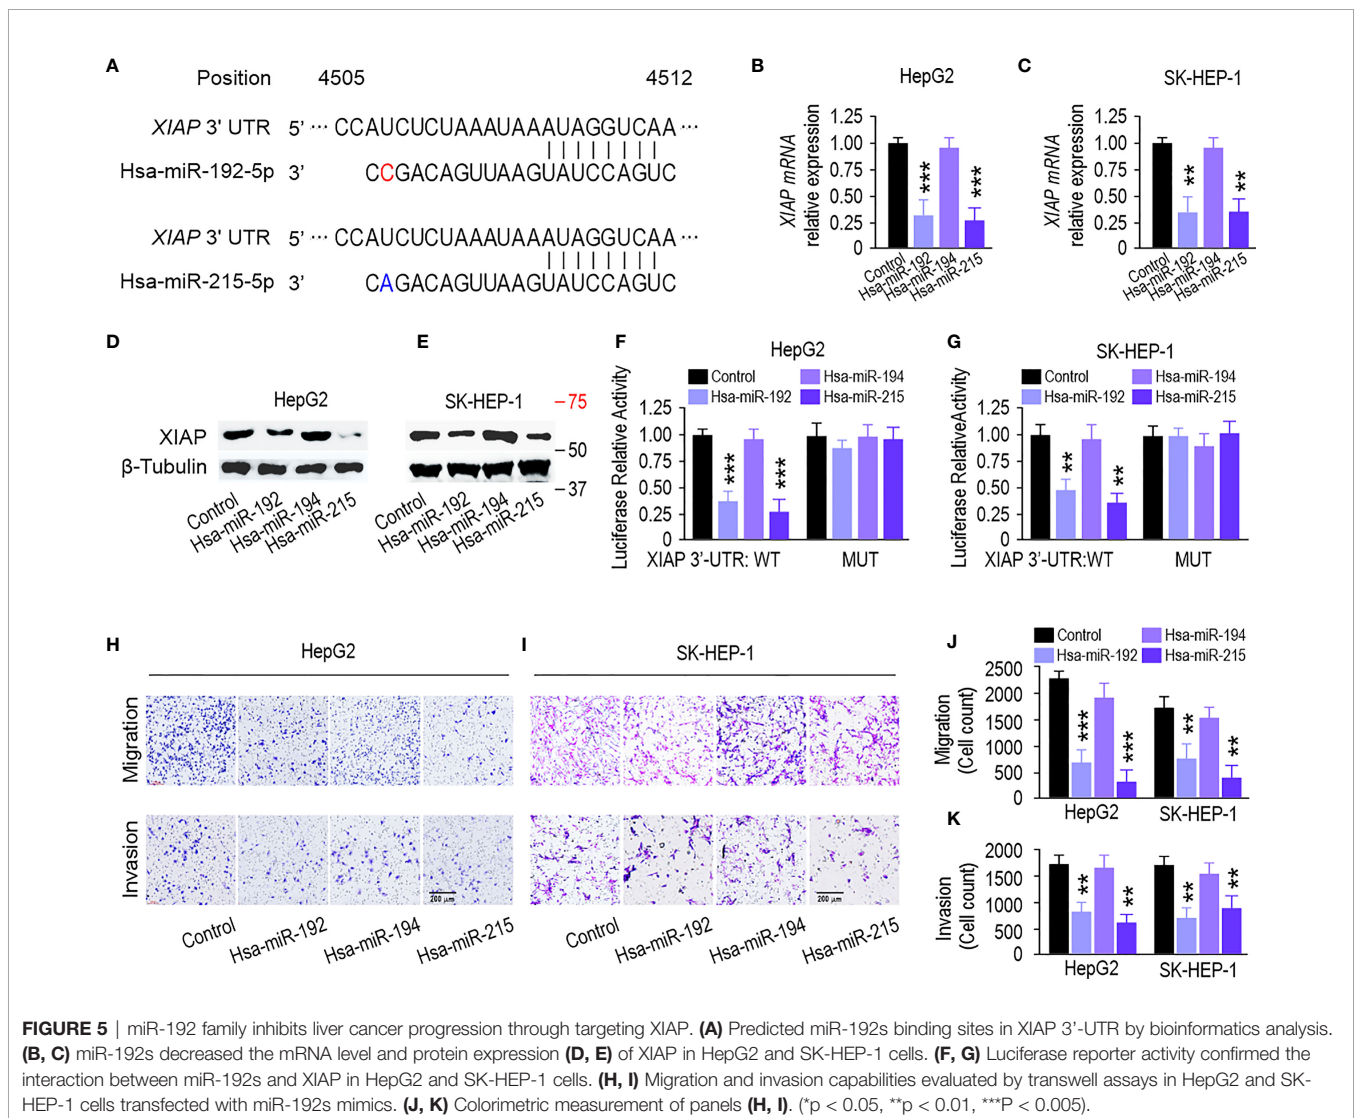 A
Position 4505 4512
XIAP 3' UTR 5' ··· CCAUCUCUAAAUAAAUAGGUCAA ···
Hsa-miR-192-5p 3' CCGACAGUUAAGUAUCCAGUC
XIAP 3' UTR 5' ··· CCAUCUCUAAAUAAAUAGGUCAA ···
Hsa-miR-215-5p 3' CAGACAGUUAAGUAUCCAGUC
B
HepG2
XIAP mRNA
relative expression
1.25
1.00
0.75
0.50
0.25
0
***
***
Control
Hsa-miR-192
Hsa-miR-194
Hsa-miR-215
C
SK-HEP-1
XIAP mRNA
relative expression
1.25
1.00
0.75
0.50
0.25
0
**
**
Control
Hsa-miR-192
Hsa-miR-194
Hsa-miR-215
D
HepG2
XIAP
β-Tubulin
Control
Hsa-miR-192
Hsa-miR-194
Hsa-miR-215
E
SK-HEP-1
–75
–50
–37
Control
Hsa-miR-192
Hsa-miR-194
Hsa-miR-215
F
HepG2
Control Hsa-miR-194
Hsa-miR-192 Hsa-miR-215
Luciferase Relative Activity
1.25
1.00
0.75
0.50
0.25
0
***
***
XIAP 3'-UTR: WT MUT
G
SK-HEP-1
Control Hsa-miR-194
Hsa-miR-192 Hsa-miR-215
Luciferase RelativeActivity
1.25
1.00
0.75
0.50
0.25
0
**
**
XIAP 3'-UTR:WT MUT
H
HepG2
Migration
Invasion
200 μm
Control
Hsa-miR-192
Hsa-miR-194
Hsa-miR-215
I
SK-HEP-1
200 μm
Control
Hsa-miR-192
Hsa-miR-194
Hsa-miR-215
J
Control Hsa-miR-194
Hsa-miR-192 Hsa-miR-215
Migration
(Cell count)
2500
2000
1500
1000
500
0
***
***
**
**
HepG2 SK-HEP-1
K
Invasion
(Cell count)
2000
1500
1000
500
0
**
**
**
**
HepG2 SK-HEP-1
FIGURE 5 | miR-192 family inhibits liver cancer progression through targeting XIAP. (A) Predicted miR-192s binding sites in XIAP 3'-UTR by bioinformatics analysis.
(B, C) miR-192s decreased the mRNA level and protein expression (D, E) of XIAP in HepG2 and SK-HEP-1 cells. (F, G) Luciferase reporter activity confirmed the
interaction between miR-192s and XIAP in HepG2 and SK-HEP-1 cells. (H, I) Migration and invasion capabilities evaluated by transwell assays in HepG2 and SK-
HEP-1 cells transfected with miR-192s mimics. (J, K) Colorimetric measurement of panels (H, I). (*p < 0.05, **p < 0.01, ***P < 0.005).